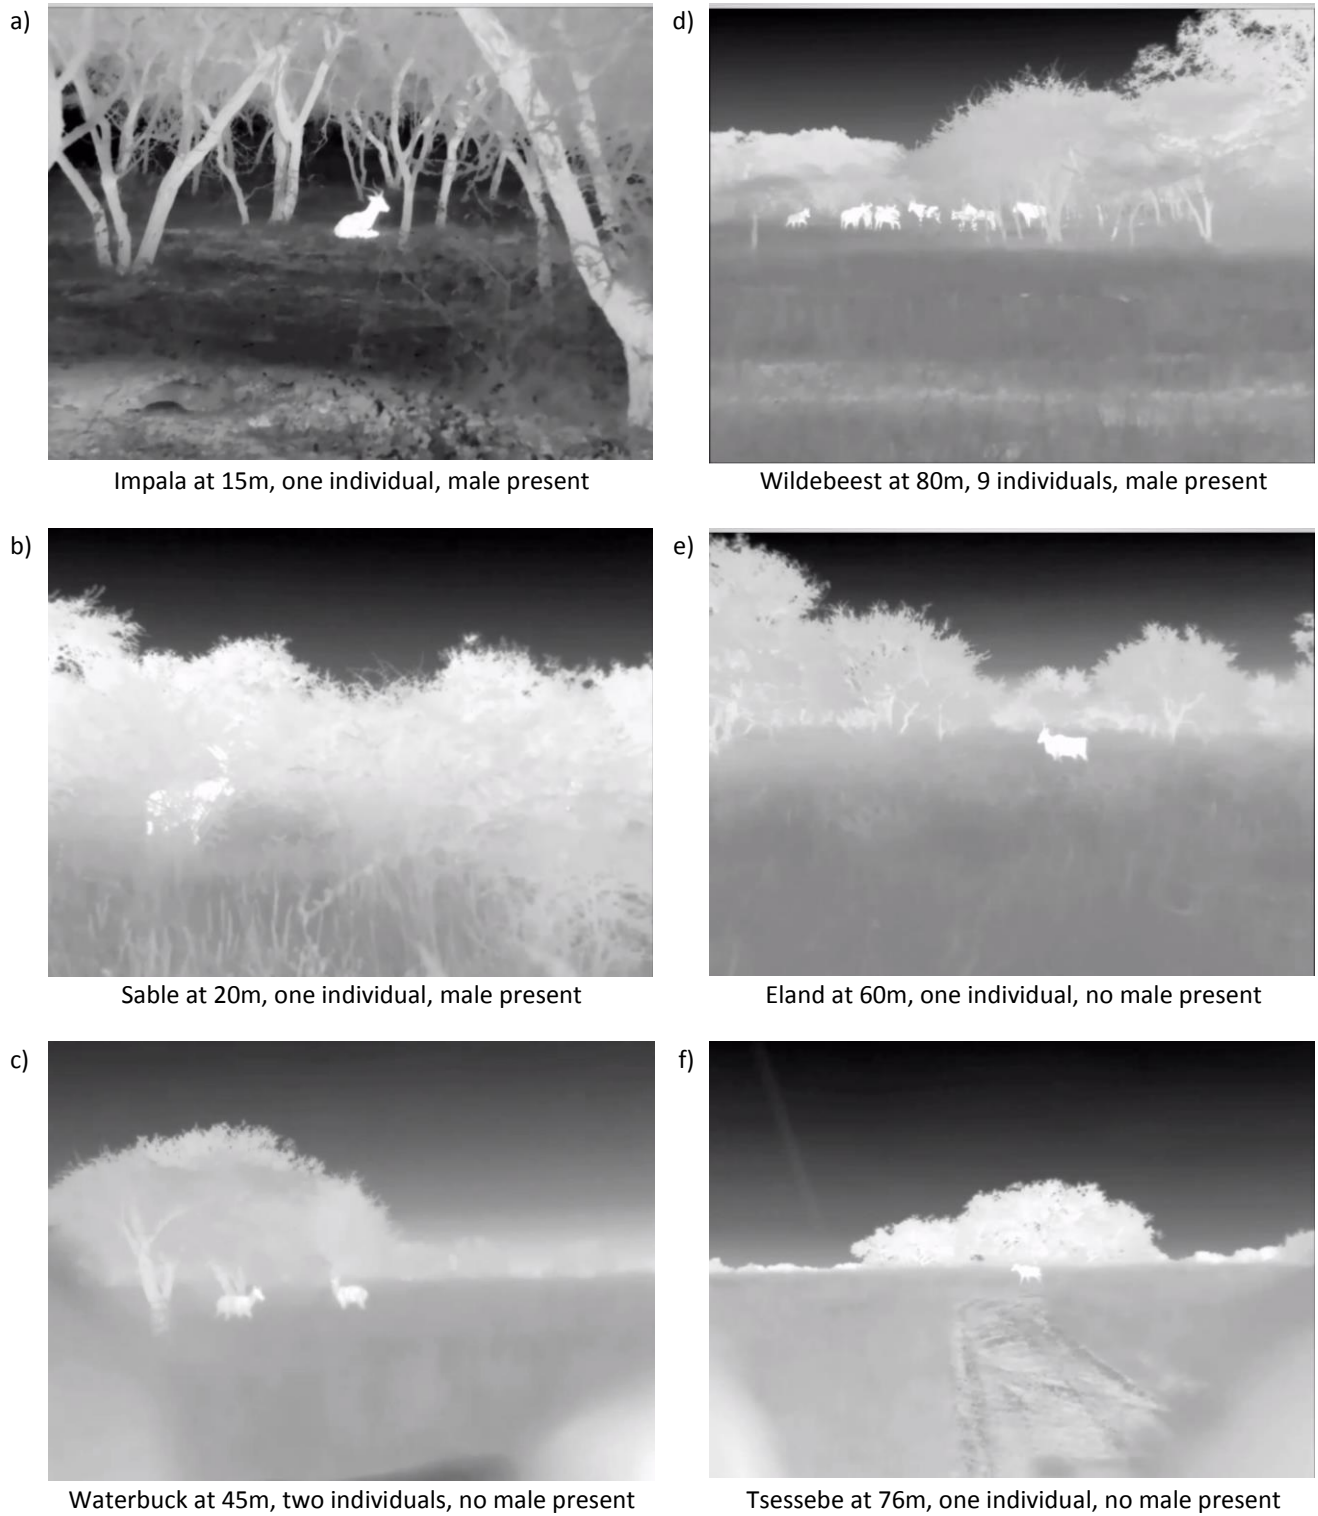 a)
Impala at 15m, one individual, male present
b)
Sable at 20m, one individual, male present
c)
Waterbuck at 45m, two individuals, no male present
d)
Wildebeest at 80m, 9 individuals, male present
e)
Eland at 60m, one individual, no male present
f)
Tsessebe at 76m, one individual, no male present